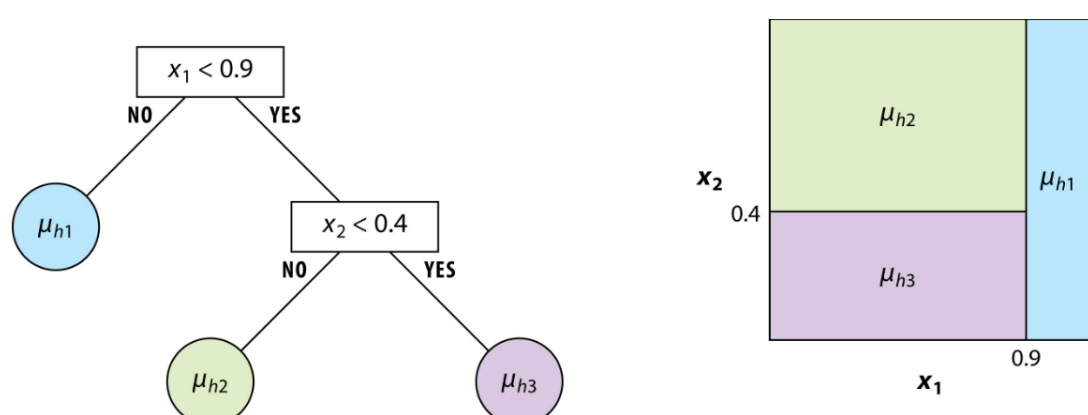 x₁ < 0.9
NO
YES
μₕ₁
x₂ < 0.4
NO
YES
μₕ₂
μₕ₃
μₕ₂
x₂
μₕ₁
0.4
μₕ₃
0.9
x₁